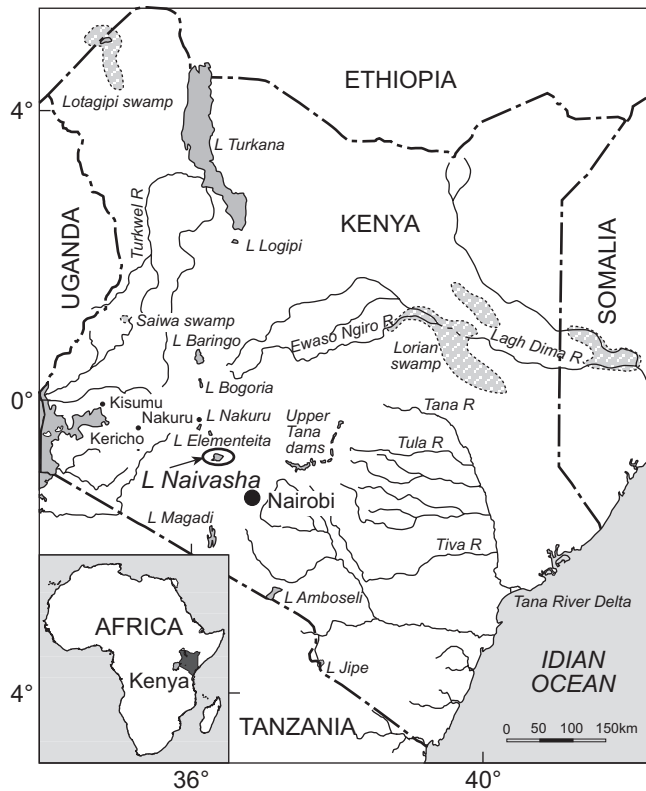 ETHIOPIA
4°
Lotagipi swamp
L Turkana
Turkwel R
KENYA
UGANDA
SOMALIA
L Logipi
Saiwa swamp
L Baringo
Ewaso Ngiro R
Lorian
swamp
Lagh Dima R
L Bogoria
0°
Kisumu
Nakuru
L Nakuru
Kericho
L Elementeita
Upper
Tana
dams
Tana R
Tula R
L Naivasha
Nairobi
L Magadi
Tiva R
L Amboseli
Tana River Delta
AFRICA
Kenya
L Jipe
IDIAN
OCEAN
4°
TANZANIA
0 50 100 150km
36°
40°